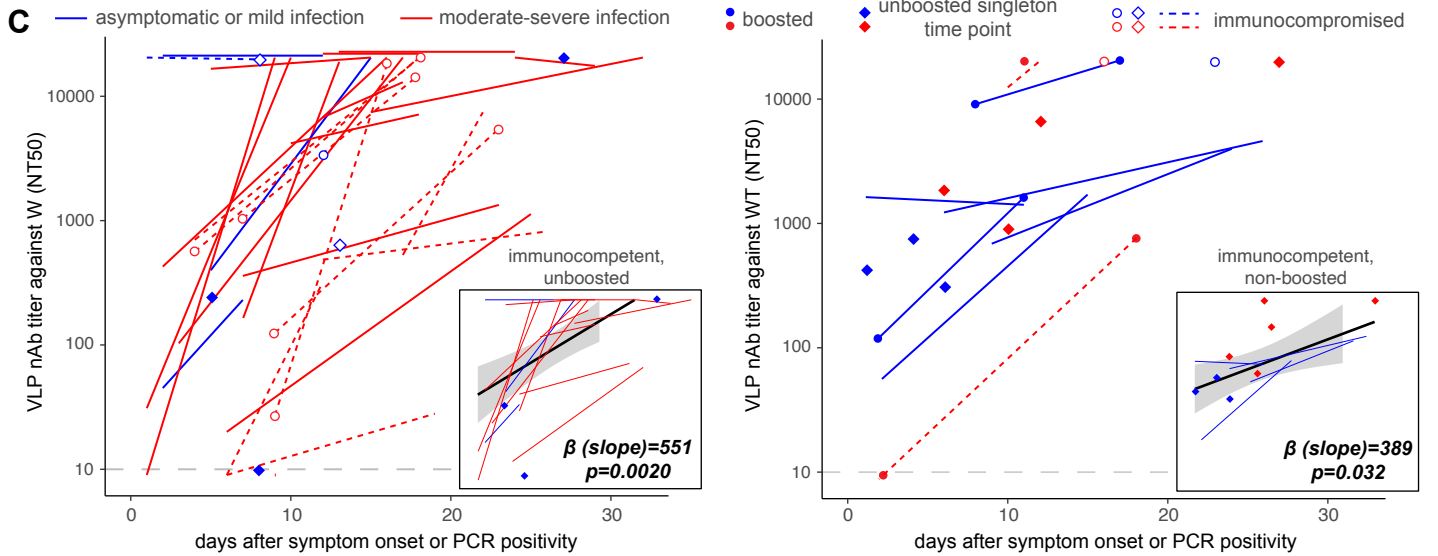 C
asymptomatic or mild infection
moderate-severe infection
boosted
unboosted singleton
time point
immunocompromised
VLP nAb titer against WT (NT50)
10000
1000
100
10
0
10
20
30
days after symptom onset or PCR positivity
immunocompetent,
unboosted
β (slope)=551
p=0.0020
VLP nAb titer against WT (NT50)
10000
1000
100
10
0
10
20
30
days after symptom onset or PCR positivity
immunocompetent,
non-boosted
β (slope)=389
p=0.032